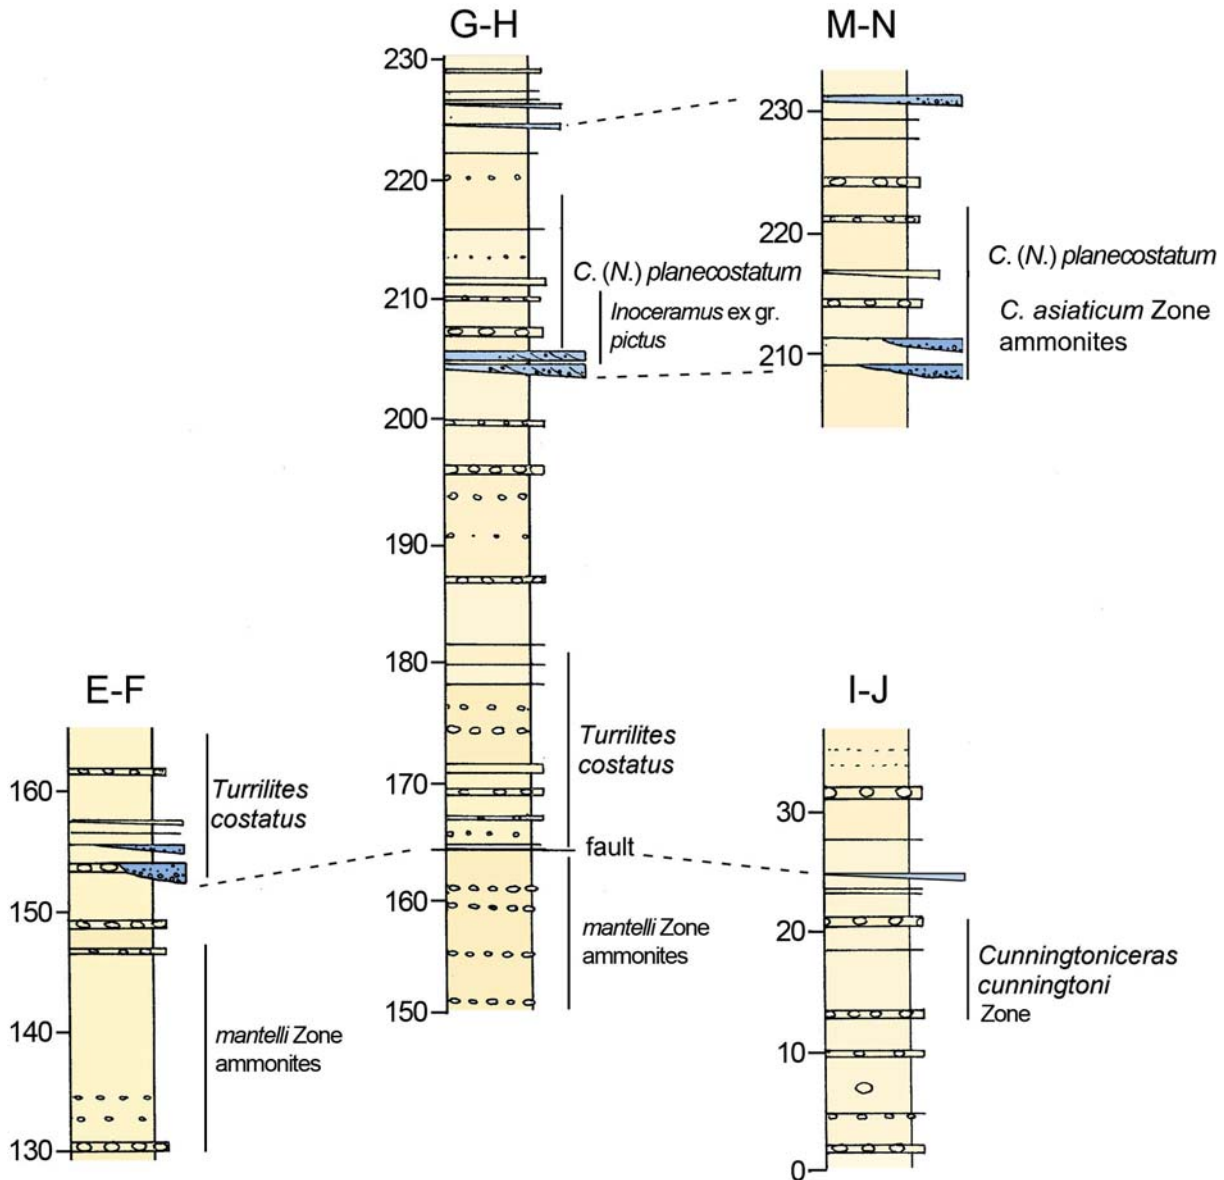 G-H
230
220
210
200
190
180
170
160
150
C. (N.) planecostatum
Inoceramus ex gr.
pictus
Turrilites
costatus
fault
mantelli Zone
ammonites
M-N
230
220
210
C. (N.) planecostatum
C. asiaticum Zone
ammonites
E-F
160
150
140
130
Turrilites
costatus
mantelli Zone
ammonites
I-J
30
20
10
0
Cunningtoniceras
cunningtoni
Zone